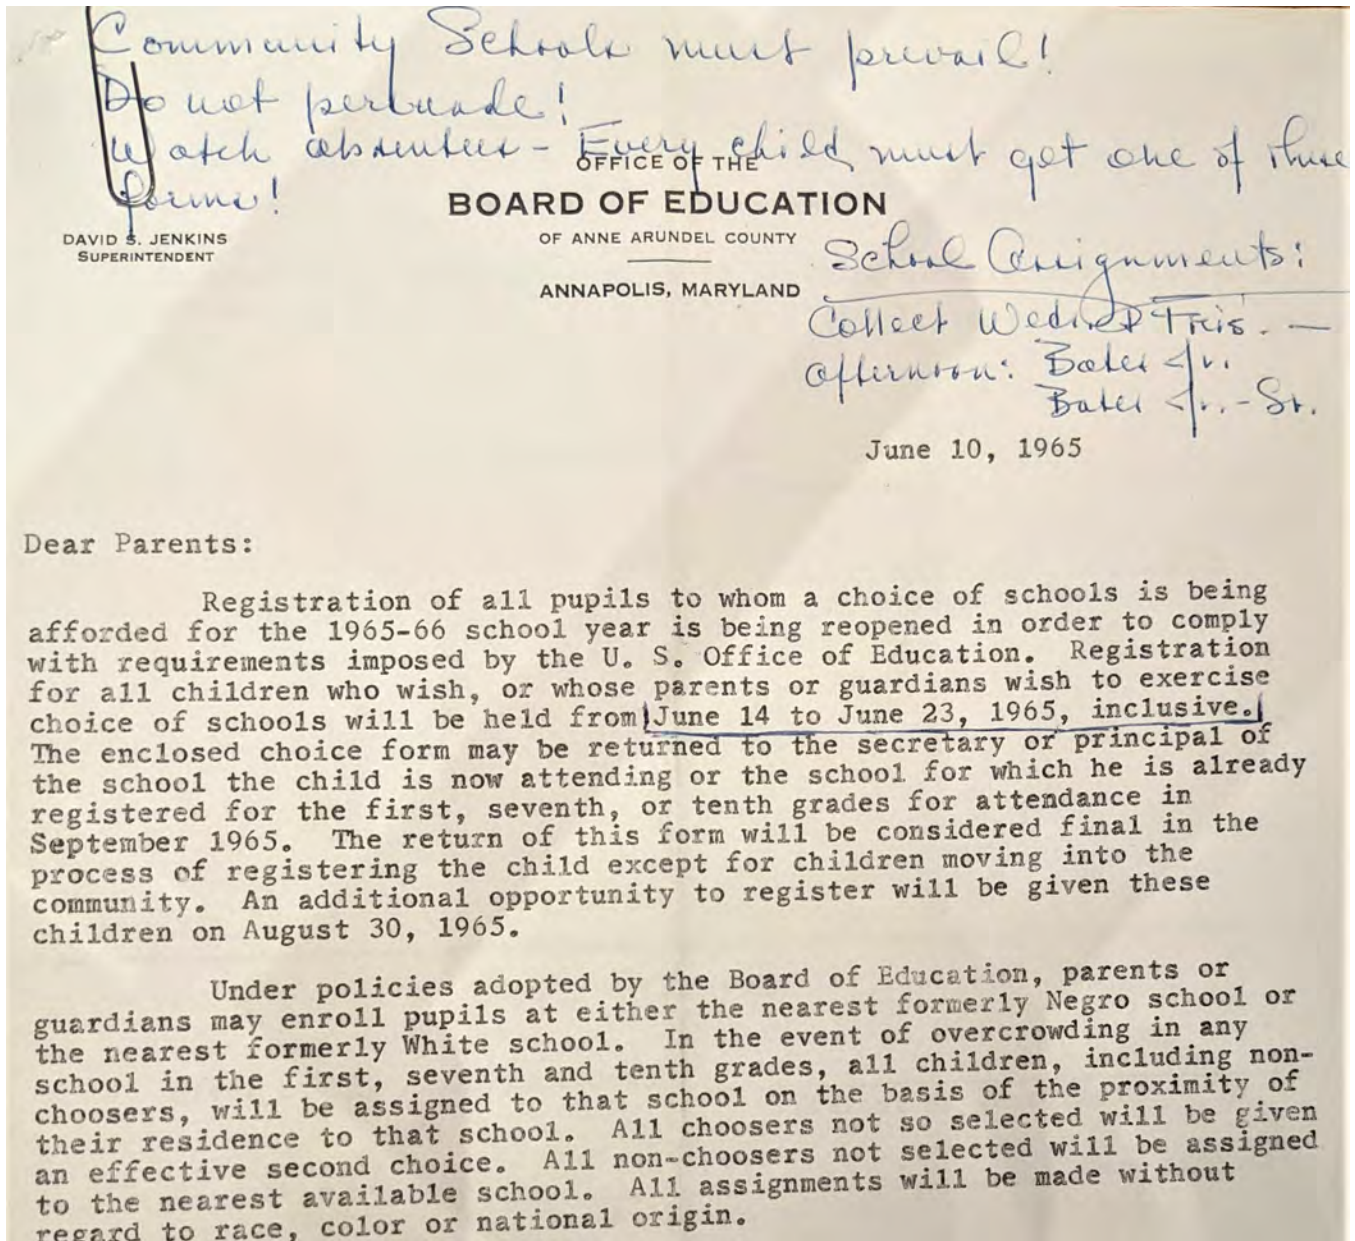 Community Schools must prevail!
Do not persuade!
Watch absentees - Every child must get one of these
forms!
OFFICE OF THE
BOARD OF EDUCATION
OF ANNE ARUNDEL COUNTY
ANNAPOLIS, MARYLAND
DAVID S. JENKINS
SUPERINTENDENT
School Assignments:
Collect Wed. -
Afternoon: Bates Jr.
Bates Jr. - Sr.
June 10, 1965
Dear Parents:
Registration of all pupils to whom a choice of schools is being
afforded for the 1965-66 school year is being reopened in order to comply
with requirements imposed by the U. S. Office of Education. Registration
for all children who wish, or whose parents or guardians wish to exercise
choice of schools will be held from June 14 to June 23, 1965, inclusive.
The enclosed choice form may be returned to the secretary or principal of
the school the child is now attending or the school for which he is already
registered for the first, seventh, or tenth grades for attendance in
September 1965. The return of this form will be considered final in the
process of registering the child except for children moving into the
community. An additional opportunity to register will be given these
children on August 30, 1965.
Under policies adopted by the Board of Education, parents or
guardians may enroll pupils at either the nearest formerly Negro school or
the nearest formerly White school. In the event of overcrowding in any
school in the first, seventh and tenth grades, all children, including non-
choosers, will be assigned to that school on the basis of the proximity of
their residence to that school. All choosers not so selected will be given
an effective second choice. All non-choosers not selected will be assigned
to the nearest available school. All assignments will be made without
regard to race, color or national origin.